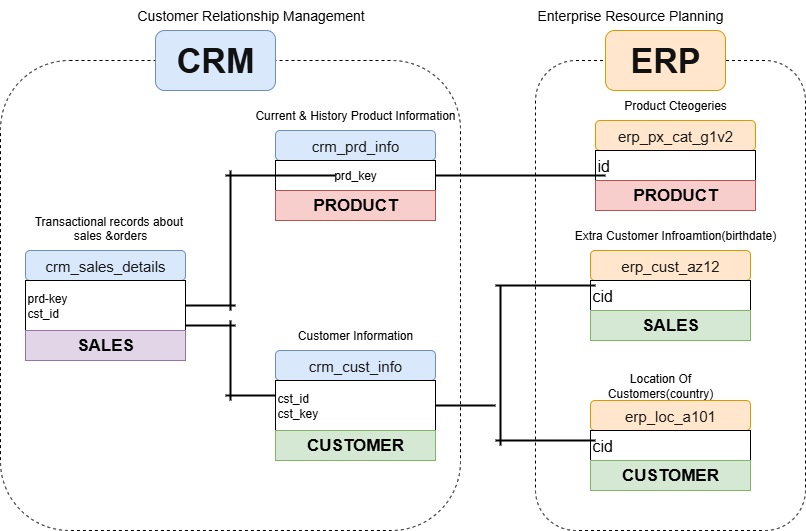 Customer Relationship Management
CRM
Enterprise Resource Planning
ERP
Current & History Product Information
crm_prd_info
prd_key
PRODUCT
Product Cteogeries
erp_px_cat_g1v2
id
PRODUCT
Transactional records about
sales &orders
crm_sales_details
prd-key
cst_id
SALES
Extra Customer Infroamtion(birthdate)
erp_cust_az12
cid
SALES
Customer Information
crm_cust_info
cst_id
cst_key
CUSTOMER
Location Of
Customers(country)
erp_loc_a101
cid
CUSTOMER